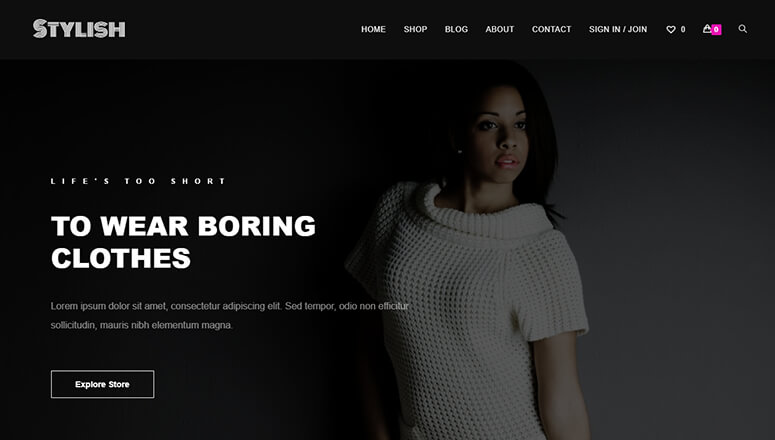 STYLISH
HOME SHOP BLOG ABOUT CONTACT SIGN IN / JOIN 0 0
LIFE'S TOO SHORT
TO WEAR BORING
CLOTHES
Lorem ipsum dolor sit amet, consectetur adipiscing elit. Sed tempor, odio non efficitur
sollicitudin, mauris nibh elementum magna.
Explore Store